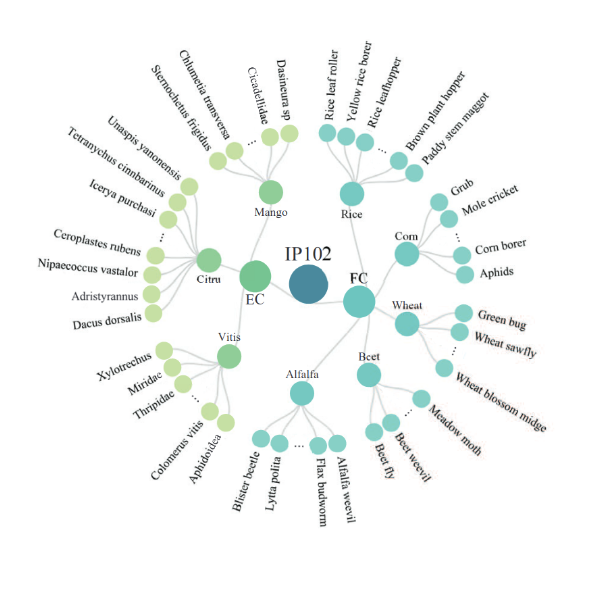 IP102
EC
FC
Mango
Sternochetus frigidus
Chlumetia transversa
...
Cicadellidae
Dasineura sp
Rice
Rice leaf roller
Yellow rice borer
Rice leafhopper
...
Brown plant hopper
Paddy stem maggot
Corn
Grub
Mole cricket
...
Corn borer
Aphids
Wheat
Green bug
Wheat sawfly
...
Wheat blossom midge
Beet
Meadow moth
...
Beet weevil
Beet fly
Alfalfa
Blister beetle
Lytta polita
...
Flax budworm
Alfalfa weevil
Vitis
Xylotrechus
Miridae
Thripidae
...
Colomerus vitis
Aphidoidea
Citru
Unaspis yanonensis
Tetranychus cinnbarinus
Icerya purchasi
...
Ceroplastes rubens
Nipaecoccus vastalor
Adristyrannus
Dacus dorsalis